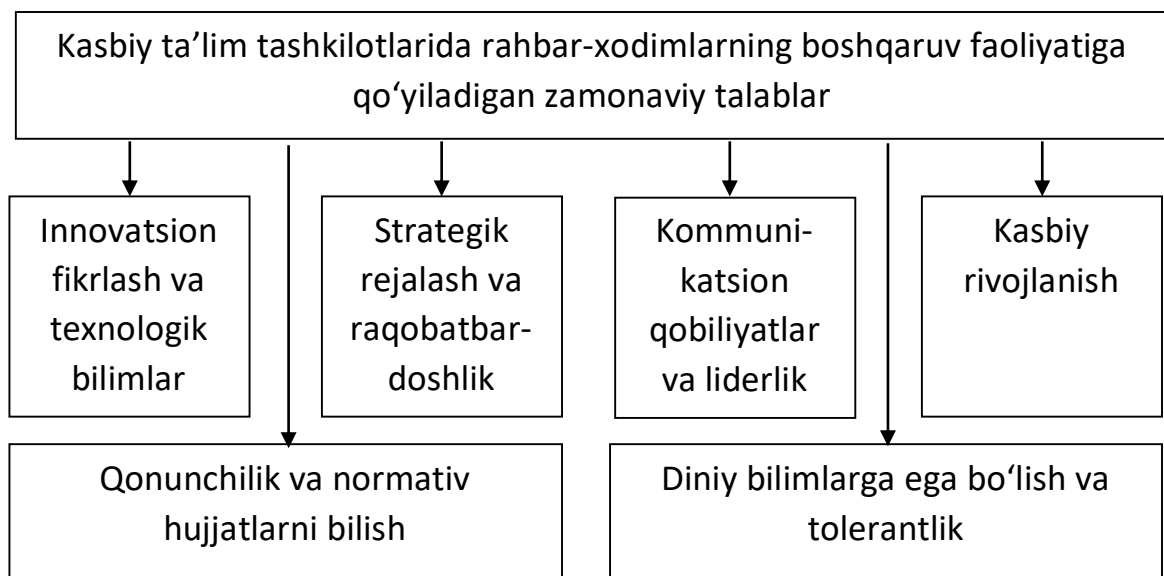 Kasbiy ta’lim tashkilotlarida rahbar-xodimlarning boshqaruv faoliyatiga
qo‘yiladigan zamonaviy talablar
Innovatsion
fikrlash va
texnologik
bilimlar
Strategik
rejalash va
raqobatbar-
doshlik
Kommuni-
katsion
qobiliyatlar
va liderlik
Kasbiy
rivojlanish
Qonunchilik va normativ
hujjatlarni bilish
Diniy bilimlarga ega bo‘lish va
tolerantlik